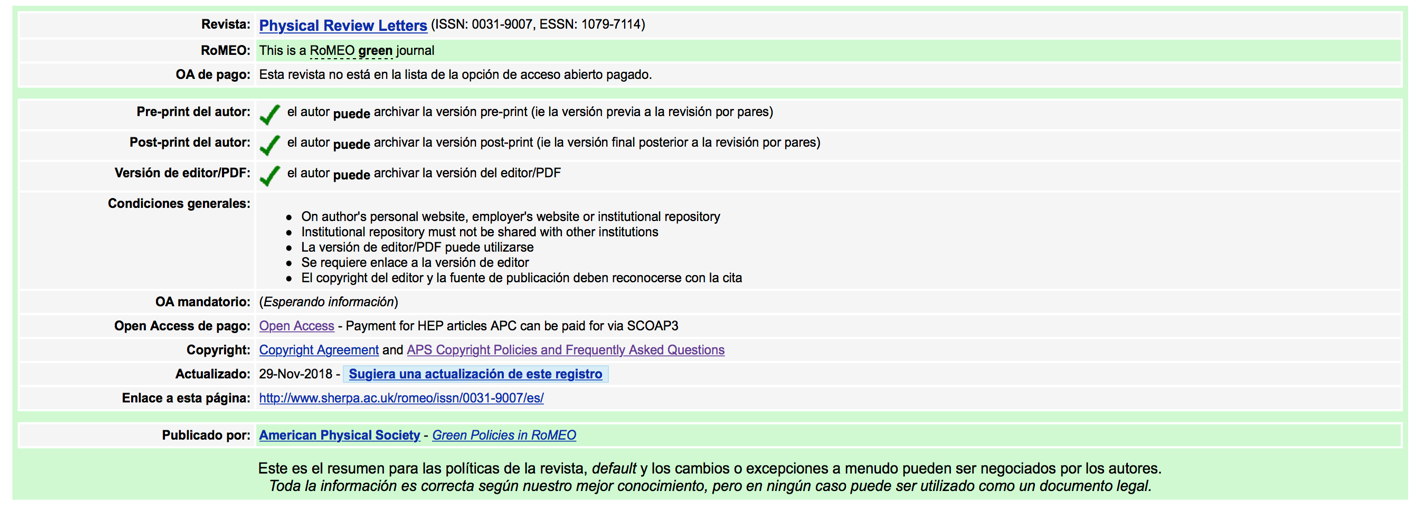 Revista: Physical Review Letters (ISSN: 0031-9007, ESSN: 1079-7114)
RoMEO: This is a RoMEO green journal
OA de pago: Esta revista no está en la lista de la opción de acceso abierto pagado.
Pre-print del autor: el autor puede archivar la versión pre-print (ie la versión previa a la revisión por pares)
Post-print del autor: el autor puede archivar la versión post-print (ie la versión final posterior a la revisión por pares)
Versión de editor/PDF: el autor puede archivar la versión del editor/PDF
Condiciones generales:
• On author's personal website, employer's website or institutional repository
• Institutional repository must not be shared with other institutions
• La versión de editor/PDF puede utilizarse
• Se requiere enlace a la versión de editor
• El copyright del editor y la fuente de publicación deben reconocerse con la cita
OA mandatorio: (Esperando información)
Open Access de pago: Open Access - Payment for HEP articles APC can be paid for via SCOAP3
Copyright: Copyright Agreement and APS Copyright Policies and Frequently Asked Questions
Actualizado: 29-Nov-2018 - Sugiera una actualización de este registro
Enlace a esta página: http://www.sherpa.ac.uk/romeo/issn/0031-9007/es/
Publicado por: American Physical Society - Green Policies in RoMEO
Este es el resumen para las políticas de la revista, default y los cambios o excepciones a menudo pueden ser negociados por los autores.
Toda la información es correcta según nuestro mejor conocimiento, pero en ningún caso puede ser utilizado como un documento legal.